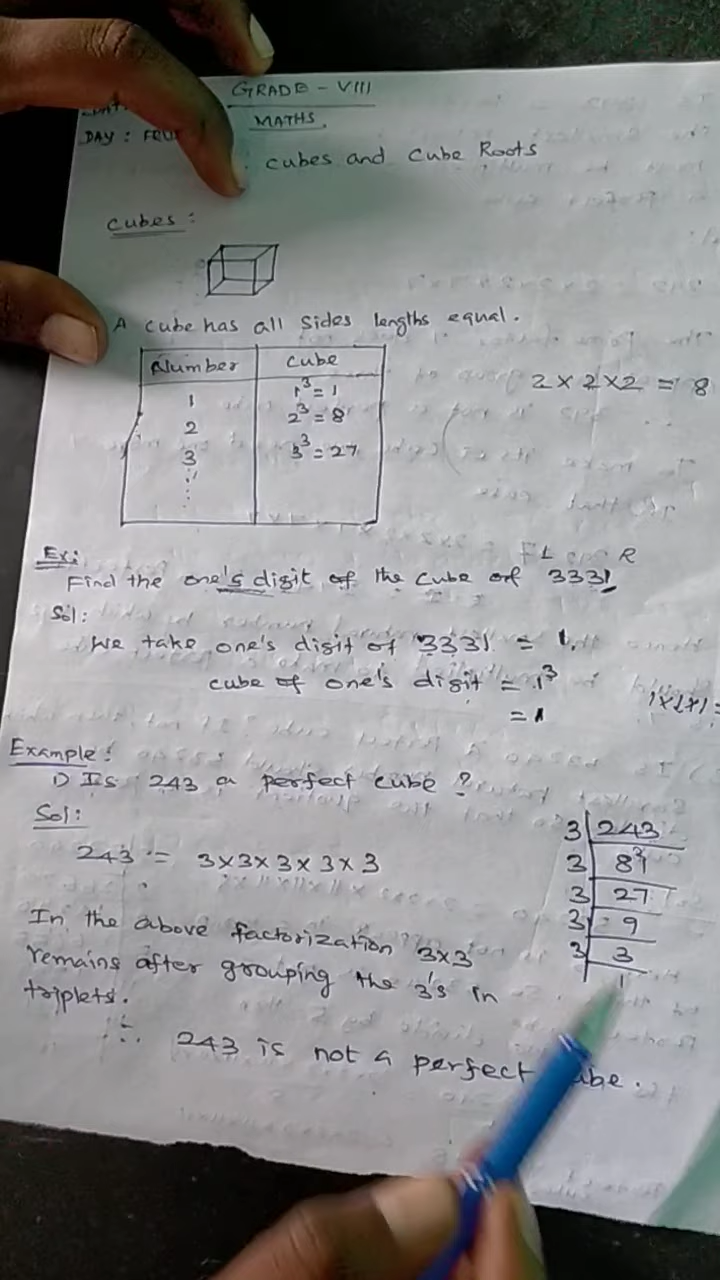 GRADE - VIII
MATHS.
DAY :
Cubes and Cube Roots
Cubes :
A cube has all sides lengths equal.
Number Cube
1 1³ = 1
2 2³ = 8
3 3³ = 27
2 × 2 × 2 = 8
Ex:
Find the one's digit of the cube of 3331
Sol:
We take one's digit of 3331 = 1.
cube of one's digit = 1³
1×1×1 =
= 1
Example:
1) Is 243 a perfect cube ?
Sol:
243 = 3×3×3×3×3
3 243
3 81
3 27
3 9
3 3
1
In the above factorization 3×3
remains after grouping the 3's in
triplets.
∴ 243 is not a perfect cube.